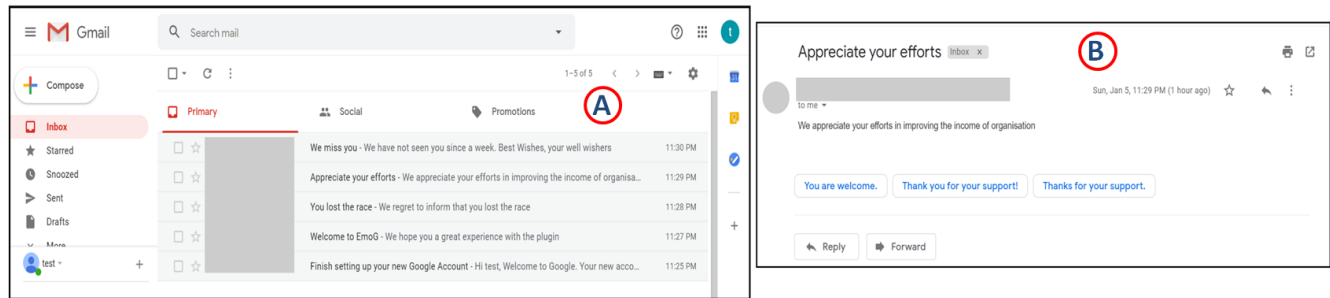 Gmail
Search mail
t
Compose
1–5 of 5
31
A
Primary
Social
Promotions
Inbox
Starred
Snoozed
Sent
Drafts
More
test
We miss you - We have not seen you since a week. Best Wishes, your well wishers 11:30 PM
Appreciate your efforts - We appreciate your efforts in improving the income of organisa... 11:29 PM
You lost the race - We regret to inform that you lost the race 11:28 PM
Welcome to EmoG - We hope you a great experience with the plugin 11:27 PM
Finish setting up your new Google Account - Hi test, Welcome to Google. Your new acco... 11:25 PM
Appreciate your efforts Inbox x
B
Sun, Jan 5, 11:29 PM (1 hour ago)
to me
We appreciate your efforts in improving the income of organisation
You are welcome. Thank you for your support! Thanks for your support.
Reply Forward